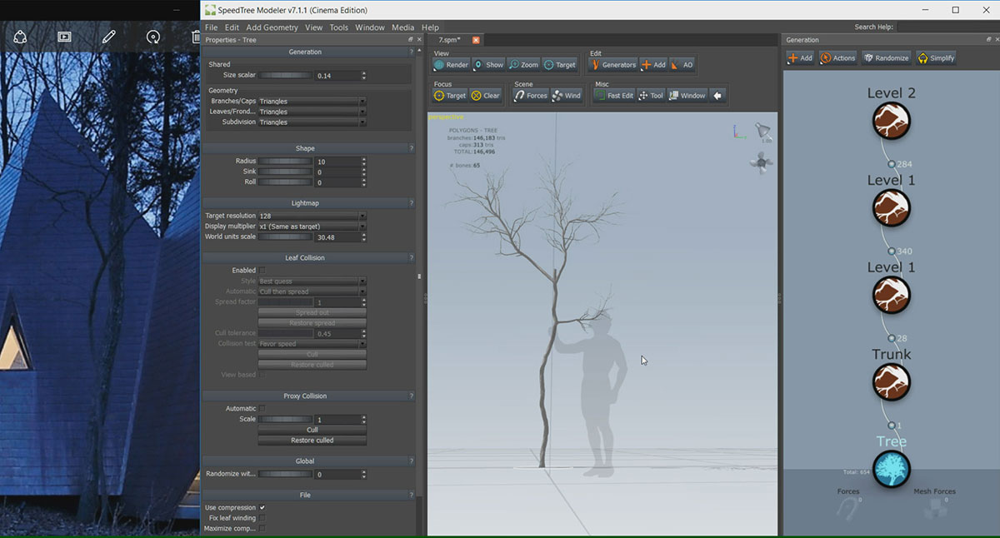 SpeedTree Modeler v7.1.1 (Cinema Edition)
File Edit Add Geometry View Tools Window Media Help
Search Help:
Properties - Tree
?
Generation
Shared
Size scalar 0.14
Geometry
Branches/Caps Triangles
Leaves/Frond... Triangles
Subdivision Triangles
Shape ?
Radius 10
Sink 0
Roll 0
Lightmap ?
Target resolution 128
Display multiplier x1 (Same as target)
World units scale 30.48
Leaf Collision ?
Enabled
Style Best guess
Automatic Cull then spread
Spread factor 1
Spread out
Restore spread
Cull tolerance 0.45
Collision test Favor speed
Cull
Restore culled
View based
Proxy Collision ?
Automatic
Scale 1
Cull
Restore culled
Global ?
Randomize wit... 0
File ?
Use compression
Fix leaf winding
Maximize comp...
7.spm*
View
Render Show Zoom Target
Edit
Generators Add AO
Focus
Target Clear
Scene
Forces Wind
Misc
Fast Edit Tool Window
perspective
POLYGONS - TREE
branches:146,183 tris
caps:313 tris
TOTAL:146,496
# bones:65
1.00
Generation
Add Actions Randomize Simplify
Level 2
284
Level 1
340
Level 1
28
Trunk
1
Tree
Total: 654
Forces
0
Mesh Forces
0